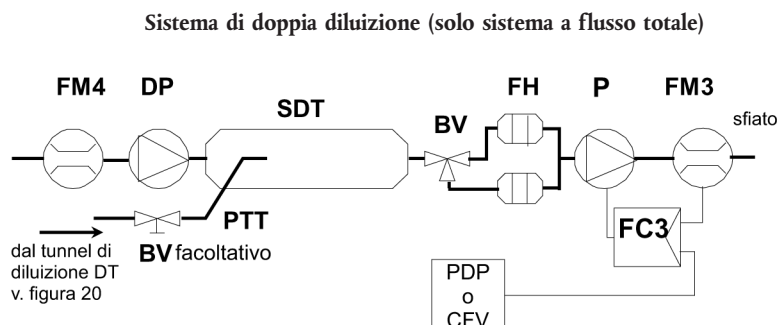 Sistema di doppia diluizione (solo sistema a flusso totale)
FM4
DP
SDT
BV
FH
P
FM3
sfiato
PTT
BV facoltativo
dal tunnel di
diluizione DT
v. figura 20
FC3
PDP
o
CFV